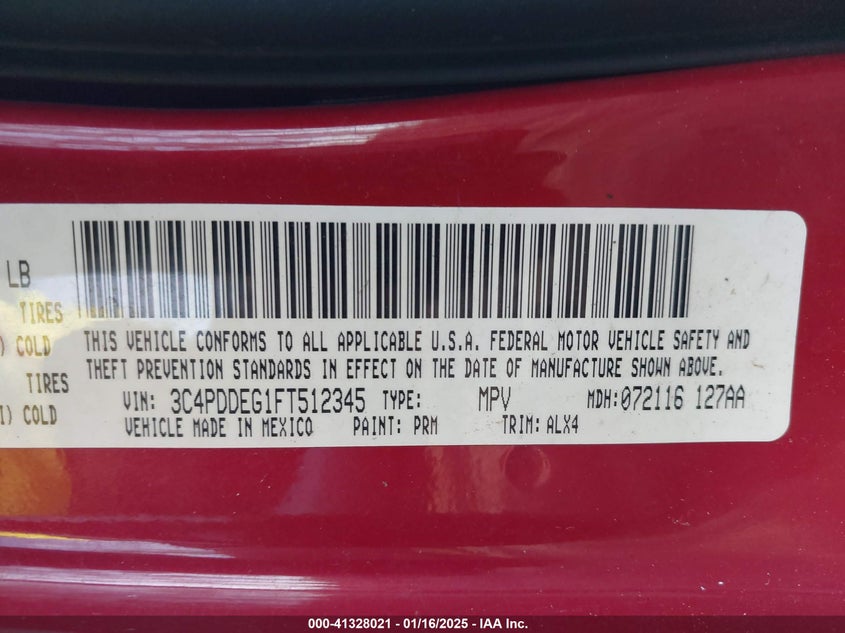 LB
TIRES
) COLD
TIRES
I) COLD
THIS VEHICLE CONFORMS TO ALL APPLICABLE U.S.A. FEDERAL MOTOR VEHICLE SAFETY AND
THEFT PREVENTION STANDARDS IN EFFECT ON THE DATE OF MANUFACTURE SHOWN ABOVE.
VIN: 3C4PDDEG1FT512345 TYPE: MPV MDH:072116 127AA
VEHICLE MADE IN MEXICO PAINT: PRM TRIM: ALX4
000-41328021 - 01/16/2025 - IAA Inc.